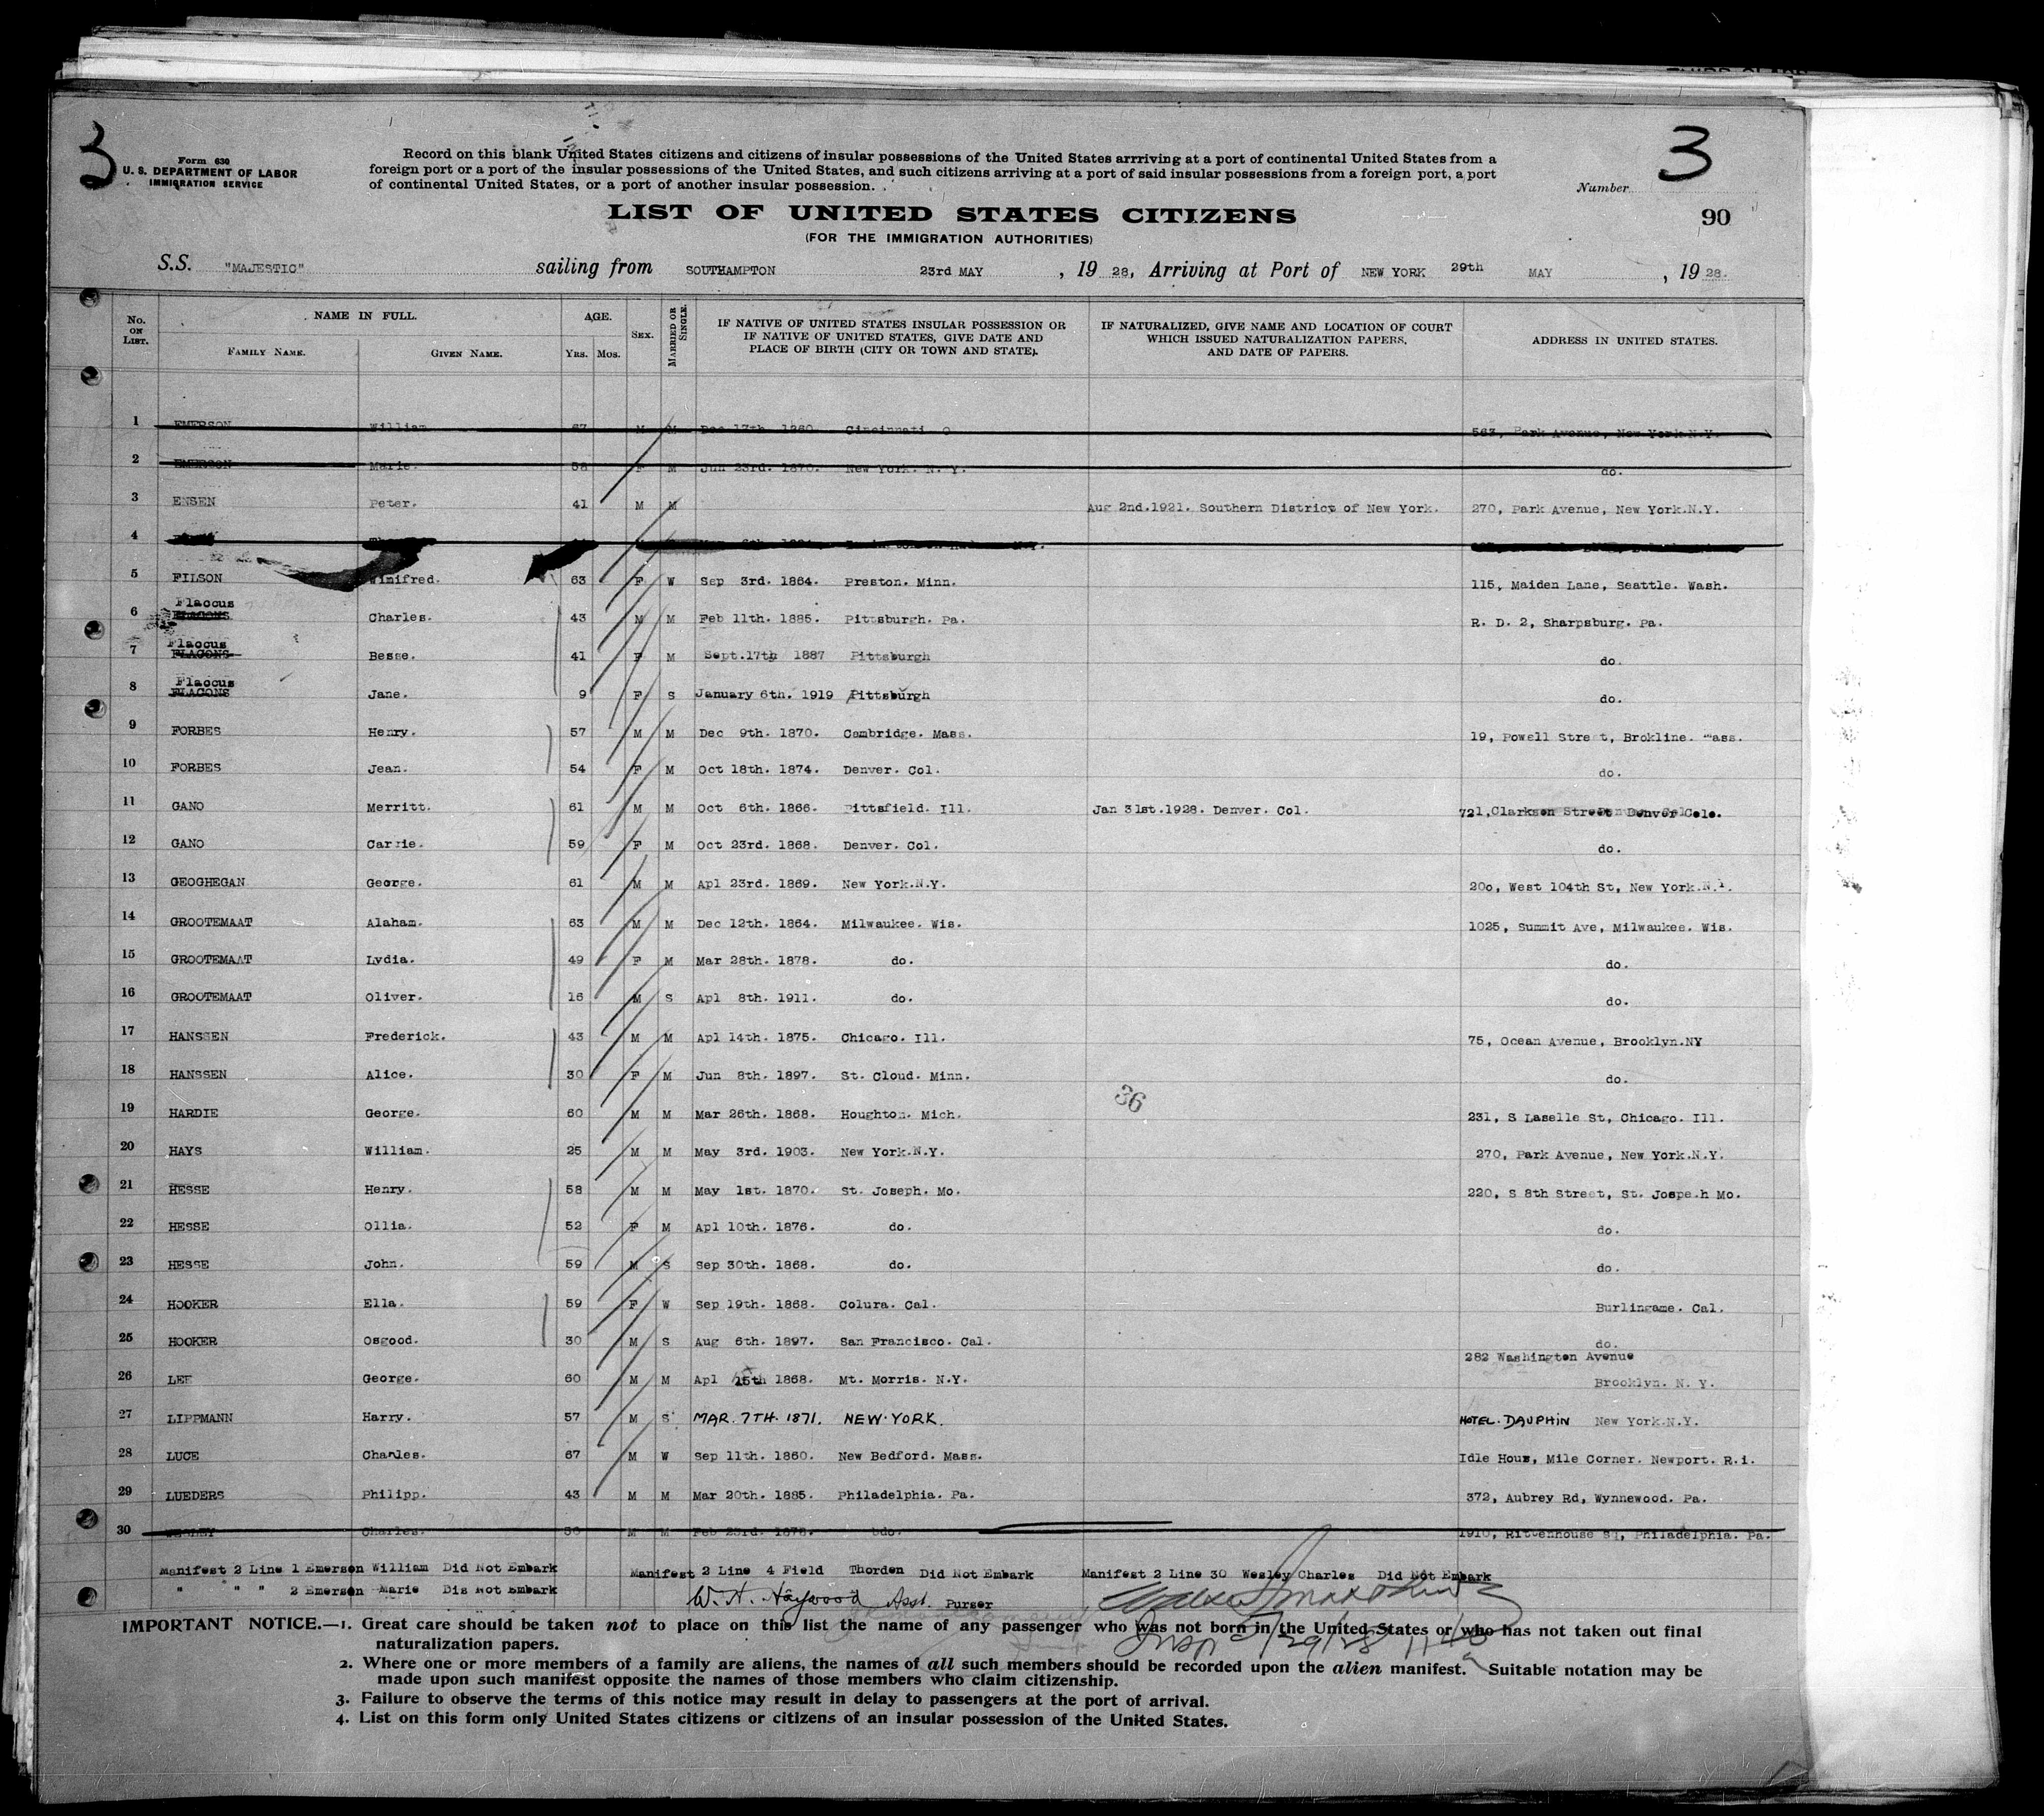 3
Form 630
U. S. DEPARTMENT OF LABOR
IMMIGRATION SERVICE
Record on this blank United States citizens and citizens of insular possessions of the United States arrriving at a port of continental United States from a
foreign port or a port of the insular possessions of the United States, and such citizens arriving at a port of said insular possessions from a foreign port, a port
of continental United States, or a port of another insular possession.
Number 3
LIST OF UNITED STATES CITIZENS
90
(FOR THE IMMIGRATION AUTHORITIES)
S.S. "MAJESTIC" sailing from SOUTHAMPTON 23rd MAY, 19 28, Arriving at Port of NEW YORK 29th MAY, 19 28.
No. ON LIST. NAME IN FULL. FAMILY NAME. GIVEN NAME. AGE. YRS. MOS. SEX. MARRIED OR SINGLE. IF NATIVE OF UNITED STATES INSULAR POSSESSION OR IF NATIVE OF UNITED STATES, GIVE DATE AND PLACE OF BIRTH (CITY OR TOWN AND STATE). IF NATURALIZED, GIVE NAME AND LOCATION OF COURT WHICH ISSUED NATURALIZATION PAPERS, AND DATE OF PAPERS. ADDRESS IN UNITED STATES.
1 EMERSON William 67 M M Dec 17th. 1860. Cincinnati O 563, Park Avenue, New York N.Y.
2 EMERSON Marie. 58 F M Jun 23rd. 1870. New York. N.Y. do.
3 ENSEN Peter. 41 M M Aug 2nd.1921. Southern District of New York. 270, Park Avenue, New York.N.Y.
4
5 FILSON Winifred. 63 F W Sep 3rd. 1864. Preston. Minn. 115, Maiden Lane, Seattle. Wash.
6 Flaccus FLAGONS Charles. 43 M M Feb 11th. 1885. Pittsburgh. Pa. R. D. 2, Sharpsburg. Pa.
7 Flaccus FLAGONS Besse. 41 F M Sept.17th 1887 Pittsburgh do.
8 Flaccus FLAGONS Jane. 9 F S January 6th. 1919 Pittsburgh do.
9 FORBES Henry. 57 M M Dec 9th. 1870. Cambridge. Mass. 19, Powell Street, Brokline. Mass.
10 FORBES Jean. 54 F M Oct 18th. 1874. Denver. Col. do.
11 GANO Merritt. 61 M M Oct 6th. 1866. Pittsfield. Ill. Jan 31st.1928. Denver. Col. 721, Clarkson Street Denver Colo.
12 GANO Carrie. 59 F M Oct 23rd. 1868. Denver. Col. do.
13 GEOGHEGAN George. 61 M M Apl 23rd. 1869. New York.N.Y. 200, West 104th St, New York.N.Y.
14 GROOTEMAAT Alaham. 63 M M Dec 12th. 1864. Milwaukee. Wis. 1025, Summit Ave, Milwaukee. Wis.
15 GROOTEMAAT Lydia. 49 F M Mar 28th. 1878. do. do.
16 GROOTEMAAT Oliver. 16 M S Apl 8th. 1911. do. do.
17 HANSSEN Frederick. 43 M M Apl 14th. 1875. Chicago. Ill. 75, Ocean Avenue, Brooklyn.NY
18 HANSSEN Alice. 30 F M Jun 8th. 1897. St. Cloud. Minn. do.
36
19 HARDIE George. 60 M M Mar 26th. 1868. Houghton. Mich. 231, S Laselle St, Chicago. Ill.
20 HAYS William. 25 M M May 3rd. 1903. New York.N.Y. 270, Park Avenue, New York.N.Y.
21 HESSE Henry. 58 M M May 1st. 1870. St. Joseph. Mo. 220, S 8th Street, St. Jospe.h Mo.
22 HESSE Ollia. 52 F M Apl 10th. 1876. do. do.
23 HESSE John. 59 M S Sep 30th. 1868. do. do.
24 HOOKER Ella. 59 F W Sep 19th. 1868. Colura. Cal. Burlingame. Cal.
25 HOOKER Osgood. 30 M S Aug 6th. 1897. San Francisco. Cal. do.
282 Washington Avenue
26 LEE George. 60 M M Apl 15th 1868. Mt. Morris. N.Y. Brooklyn. N. Y.
27 LIPPMANN Harry. 57 M S MAR. 7TH. 1871. NEW YORK. HOTEL. DAUPHIN New York.N.Y.
28 LUCE Charles. 67 M W Sep 11th. 1860. New Bedford. Mass. Idle Hour, Mile Corner. Newport. R.i.
29 LUEDERS Philipp. 43 M M Mar 20th. 1885. Philadelphia. Pa. 372, Aubrey Rd, Wynnewood. Pa.
30 Charles. 50 M M Feb 23rd. 1878. do. 1910, Rittenhouse Sq, Philadelphia. Pa.
Manifest 2 Line 1 Emerson William Did Not Embark Manifest 2 Line 4 Field Thorden Did Not Embark Manifest 2 Line 30 Wesley Charles Did Not Embark
" " " 2 Emerson Marie Dis Not Embark W. H. Haywood Asst. Purser
IMPORTANT NOTICE.—1. Great care should be taken not to place on this list the name of any passenger who was not born in the United States or who has not taken out final
naturalization papers.
2. Where one or more members of a family are aliens, the names of all such members should be recorded upon the alien manifest. Suitable notation may be
made upon such manifest opposite the names of those members who claim citizenship.
3. Failure to observe the terms of this notice may result in delay to passengers at the port of arrival.
4. List on this form only United States citizens or citizens of an insular possession of the United States.